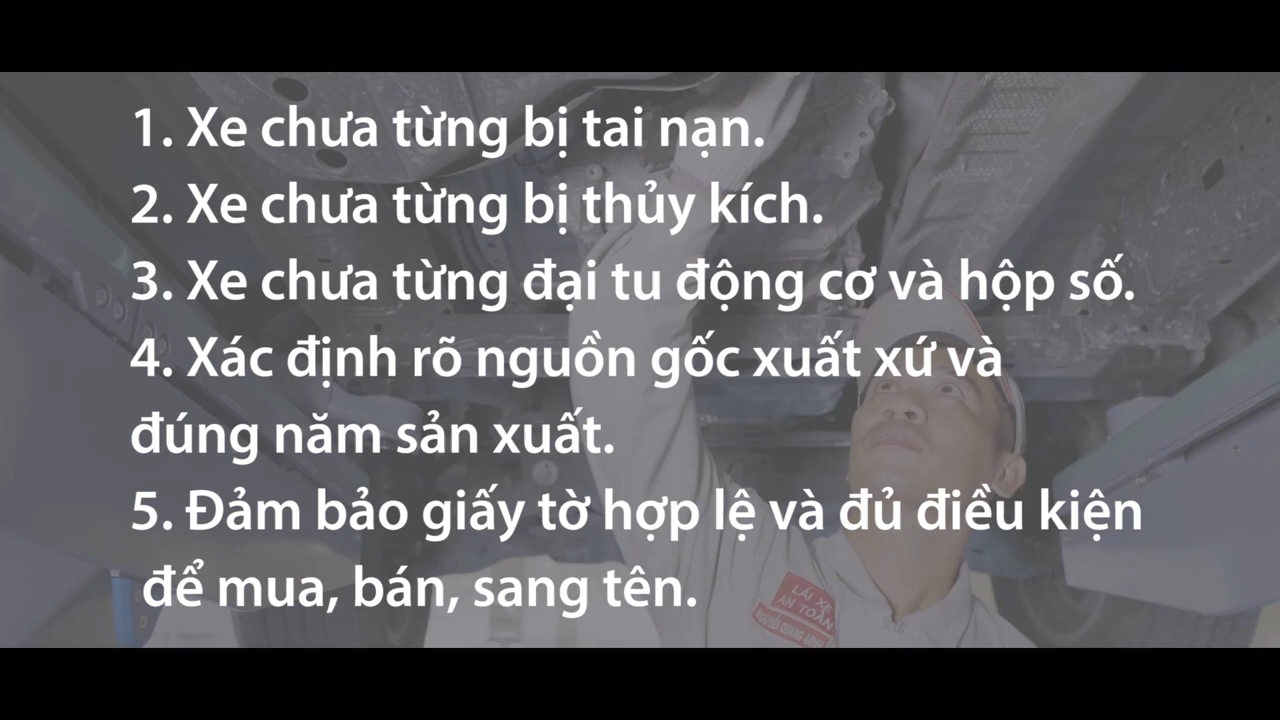 1. Xe chưa từng bị tai nạn.
2. Xe chưa từng bị thủy kích.
3. Xe chưa từng đại tu động cơ và hộp số.
4. Xác định rõ nguồn gốc xuất xứ và
đúng năm sản xuất.
5. Đảm bảo giấy tờ hợp lệ và đủ điều kiện
để mua, bán, sang tên.
LÁI XE
AN TOÀN